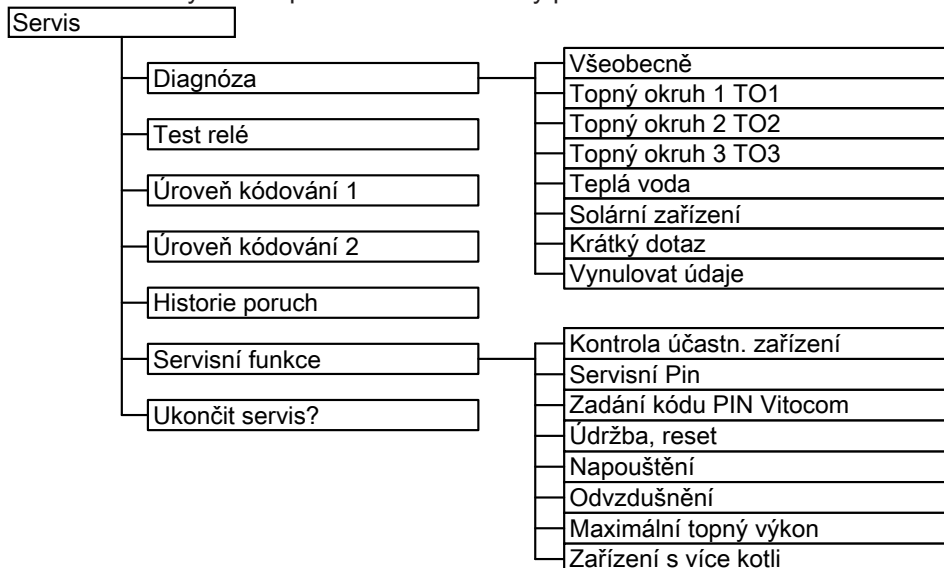 Servis
Diagnóza
Všeobecně
Topný okruh 1 TO1
Topný okruh 2 TO2
Topný okruh 3 TO3
Teplá voda
Solární zařízení
Krátký dotaz
Vynulovat údaje
Test relé
Úroveň kódování 1
Úroveň kódování 2
Historie poruch
Servisní funkce
Kontrola účastn. zařízení
Servisní Pin
Zadání kódu PIN Vitocom
Údržba, reset
Napouštění
Odvzdušnění
Maximální topný výkon
Zařízení s více kotli
Ukončit servis?